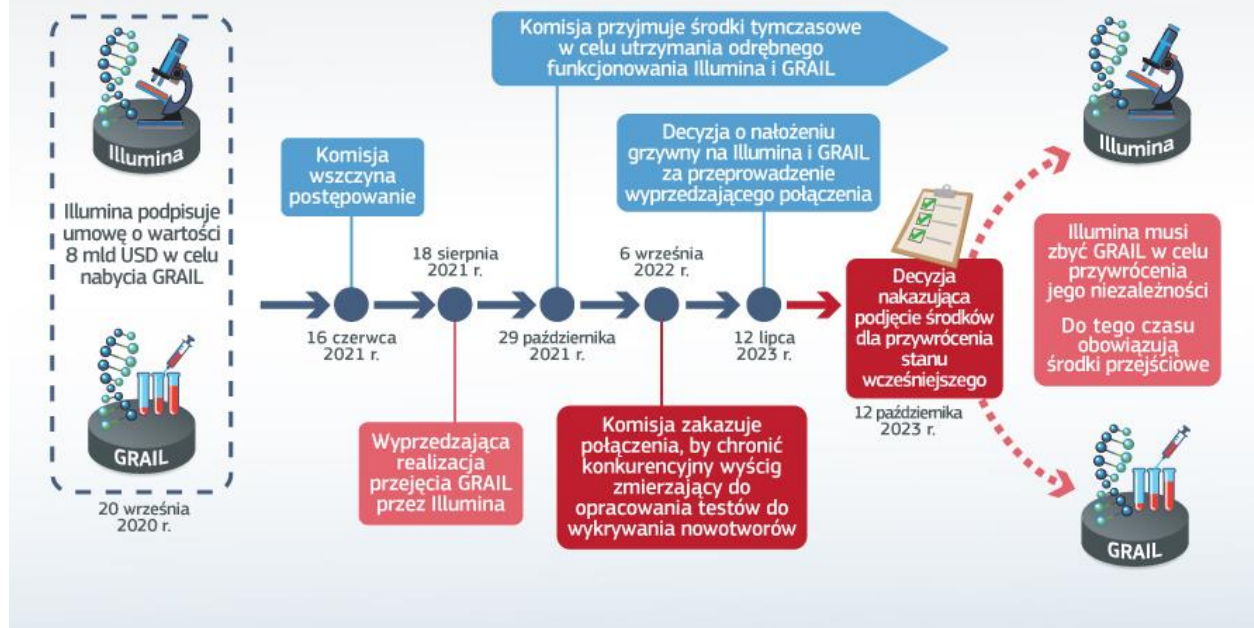 Illumina
Illumina podpisuje
umowę o wartości
8 mld USD w celu
nabycia GRAIL
GRAIL
20 września
2020 r.
Komisja
wszczyna
postępowanie
16 czerwca
2021 r.
18 sierpnia
2021 r.
Wyprzedzająca
realizacja
przejęcia GRAIL
przez Illumina
Komisja przyjmuje środki tymczasowe
w celu utrzymania odrębnego
funkcjonowania Illumina i GRAIL
29 października
2021 r.
6 września
2022 r.
Komisja zakazuje
połączenia, by chronić
konkurencyjny wyścig
zmierzający do
opracowania testów do
wykrywania nowotworów
Decyzja o nałożeniu
grzywny na Illumina i GRAIL
za przeprowadzenie
wyprzedzającego połączenia
12 lipca
2023 r.
Decyzja
nakazująca
podjęcie środków
dla przywrócenia
stanu
wcześniejszego
12 października
2023 r.
Illumina
Illumina musi
zbyć GRAIL w celu
przywrócenia
jego niezależności
Do tego czasu
obowiązują
środki przejściowe
GRAIL